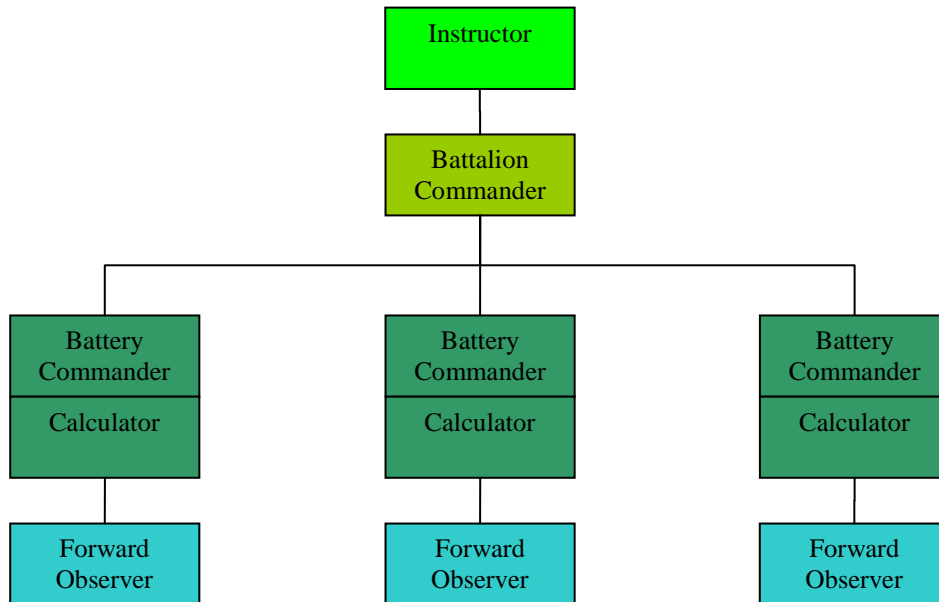 Instructor
Battalion
Commander
Battery
Commander
Battery
Commander
Battery
Commander
Calculator
Calculator
Calculator
Forward
Observer
Forward
Observer
Forward
Observer